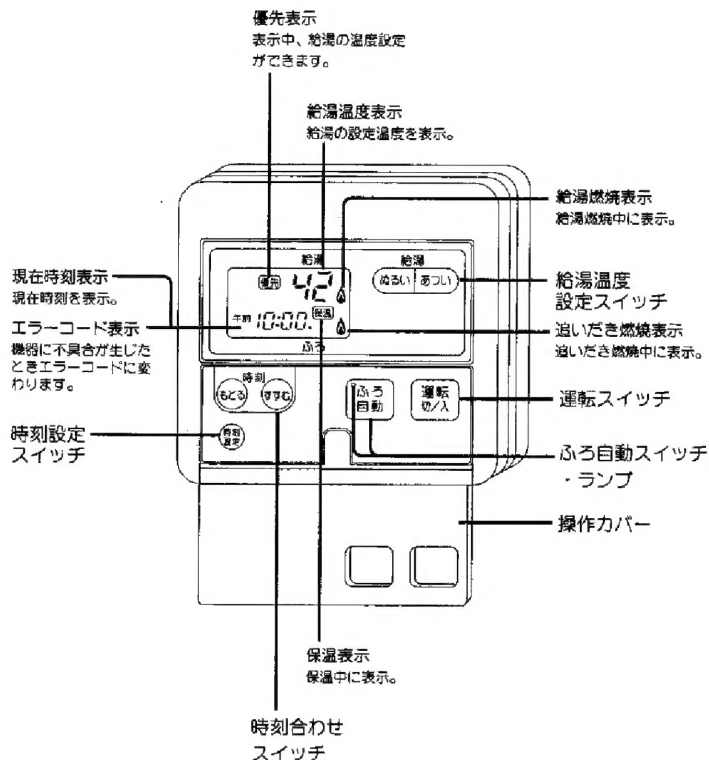 優先表示
表示中、給湯の温度設定
ができます。
給湯温度表示
給湯の設定温度を表示。
給湯燃焼表示
給湯燃焼中に表示。
現在時刻表示
現在時刻を表示。
エラーコード表示
機器に不具合が生じた
ときエラーコードに変
わります。
給湯
優先 42
午前 10:00. 保温
ふろ
給湯
ぬるい あつい
給湯温度
設定スイッチ
追いだき燃焼表示
追いだき燃焼中に表示。
時刻
もどる すすむ
時刻
設定
ふろ
自動
運転
切/入
運転スイッチ
時刻設定
スイッチ
ふろ自動スイッチ
・ランプ
操作カバー
保温表示
保温中に表示。
時刻合わせ
スイッチ